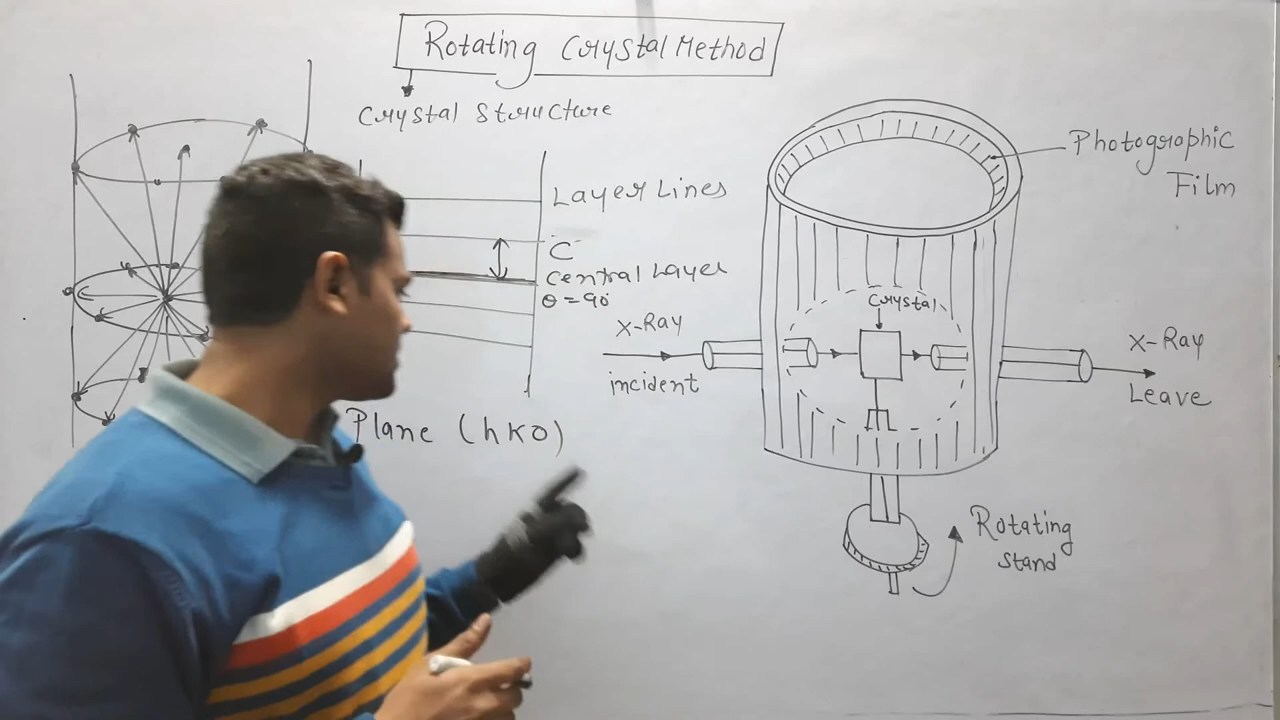 Rotating Crystal Method
Crystal Structure
Layer Lines
C
Central Layer
θ = 90°
Plane (hKO)
Photographic
Film
Crystal
X-Ray
incident
X-Ray
Leave
Rotating
stand